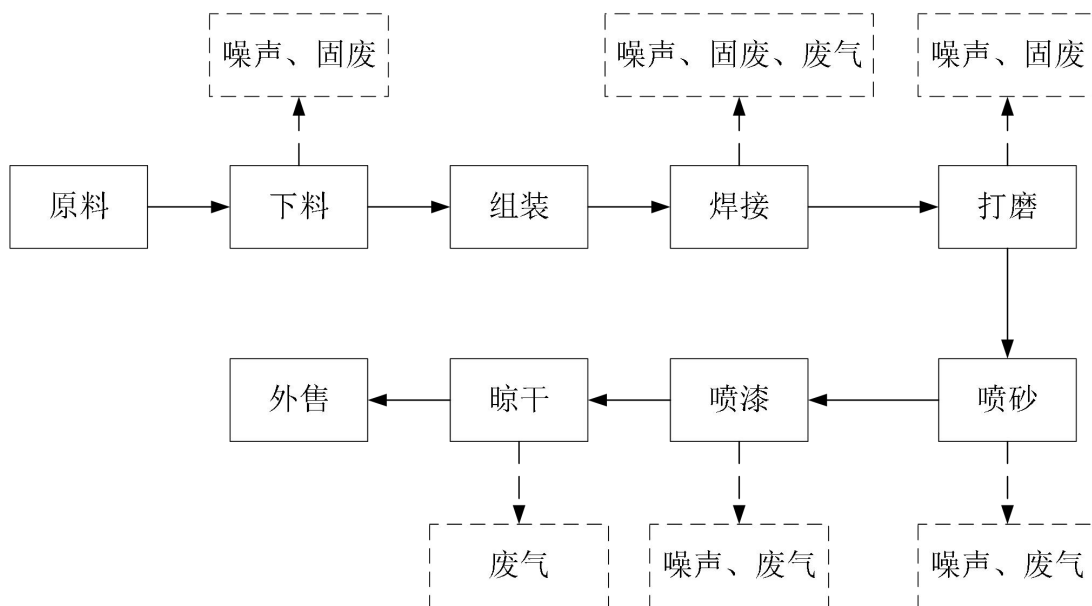 噪声、固废
噪声、固废、废气
噪声、固废
原料
下料
组装
焊接
打磨
外售
晾干
喷漆
喷砂
废气
噪声、废气
噪声、废气